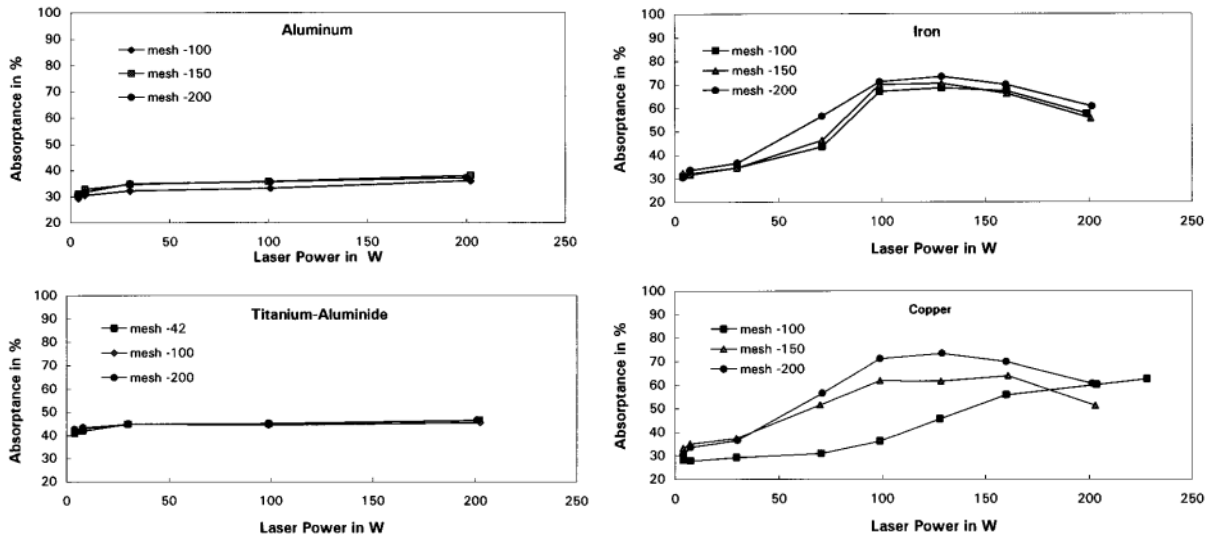 Aluminum
mesh -100
mesh -150
mesh -200
Absorptance in %
100
90
80
70
60
50
40
30
20
0 50 100 150 200 250
Laser Power in W
Iron
mesh -100
mesh -150
mesh -200
Absorptance in %
100
90
80
70
60
50
40
30
20
0 50 100 150 200 250
Laser Power in W
Titanium-Aluminide
mesh -42
mesh -100
mesh -200
Absorptance in %
100
90
80
70
60
50
40
30
20
0 50 100 150 200 250
Laser Power in W
Copper
mesh -100
mesh -150
mesh -200
Absorptance in %
100
90
80
70
60
50
40
30
20
0 50 100 150 200 250
Laser Power in W